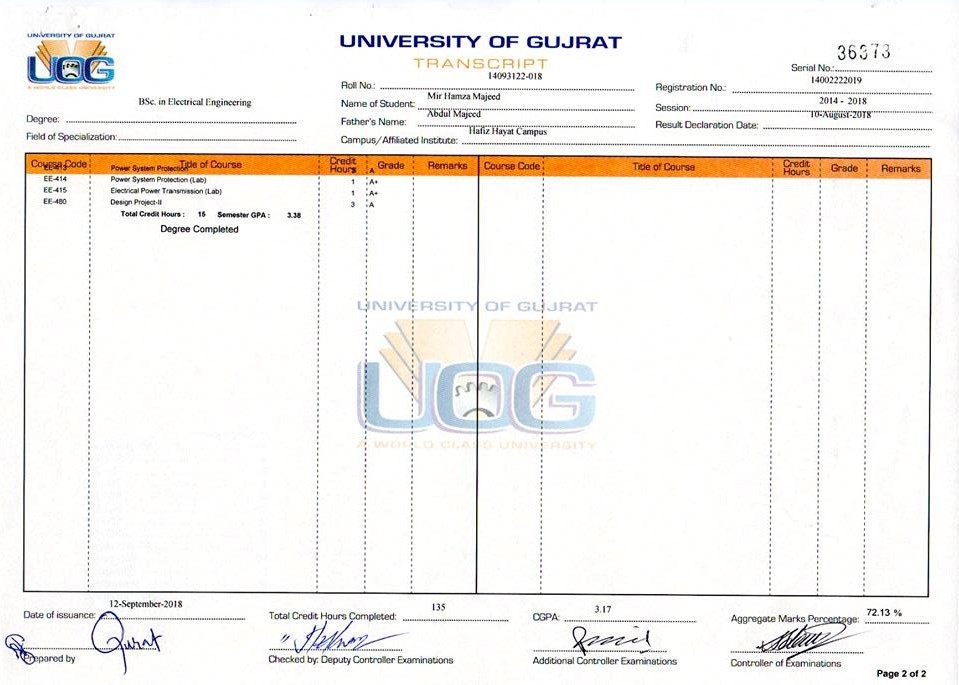 UNIVERSITY OF GUJRAT
UOG
A WORLD CLASS UNIVERSITY
UNIVERSITY OF GUJRAT
TRANSCRIPT
36373
Serial No.:
Roll No.: 14093122-018
Registration No.: 14002222019
Name of Student: Mir Hamza Majeed
Session: 2014 - 2018
Degree: BSc. in Electrical Engineering
Father's Name: Abdul Majeed
Result Declaration Date: 10-August-2018
Field of Specialization:
Campus/Affiliated Institute: Hafiz Hayat Campus
Course Code Title of Course Credit Hours Grade Remarks Course Code Title of Course Credit Hours Grade Remarks
EE-413 Power System Protection A
EE-414 Power System Protection (Lab) 1 A+
EE-415 Electrical Power Transmission (Lab) 1 A+
EE-480 Design Project-II 3 A
Total Credit Hours : 15 Semester GPA : 3.38
Degree Completed
UNIVERSITY OF GUJRAT
UOG
A WORLD CLASS UNIVERSITY
Date of issuance: 12-September-2018
Total Credit Hours Completed: 135
CGPA: 3.17
Aggregate Marks Percentage: 72.13 %
Prepared by
Checked by: Deputy Controller Examinations
Additional Controller Examinations
Controller of Examinations
Page 2 of 2